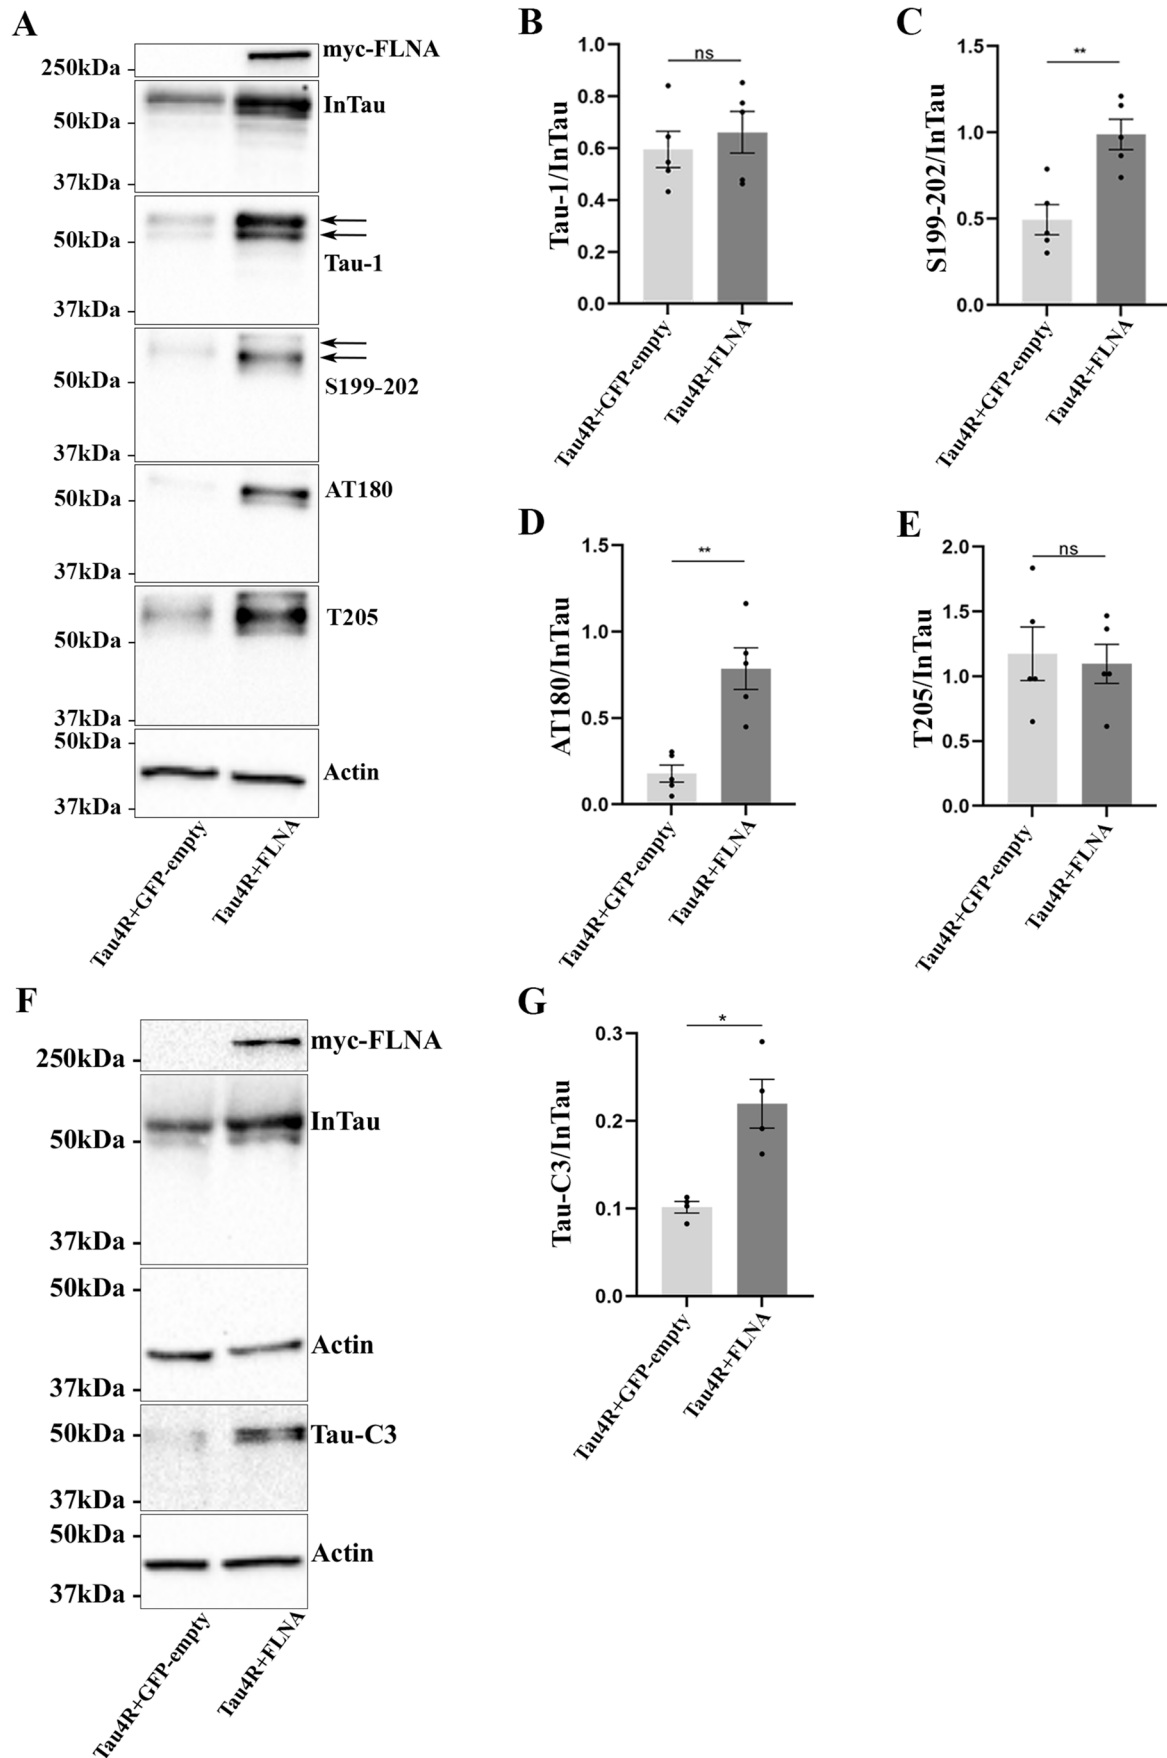 A
myc-FLNA
250kDa
InTau
50kDa
37kDa
50kDa
Tau-1
37kDa
50kDa
S199-202
37kDa
AT180
50kDa
37kDa
T205
50kDa
37kDa
50kDa
Actin
37kDa
Tau4R+GFP-empty
Tau4R+FLNA
B
1.0
0.8
0.6
0.4
0.2
0.0
Tau-1/InTau
ns
Tau4R+GFP-empty
Tau4R+FLNA
C
1.5
1.0
0.5
0.0
S199-202/InTau
**
Tau4R+GFP-empty
Tau4R+FLNA
D
1.5
1.0
0.5
0.0
AT180/InTau
**
Tau4R+GFP-empty
Tau4R+FLNA
E
2.0
1.5
1.0
0.5
0.0
T205/InTau
ns
Tau4R+GFP-empty
Tau4R+FLNA
F
myc-FLNA
250kDa
InTau
50kDa
37kDa
50kDa
Actin
37kDa
50kDa
Tau-C3
37kDa
50kDa
Actin
37kDa
Tau4R+GFP-empty
Tau4R+FLNA
G
0.3
0.2
0.1
0.0
Tau-C3/InTau
*
Tau4R+GFP-empty
Tau4R+FLNA